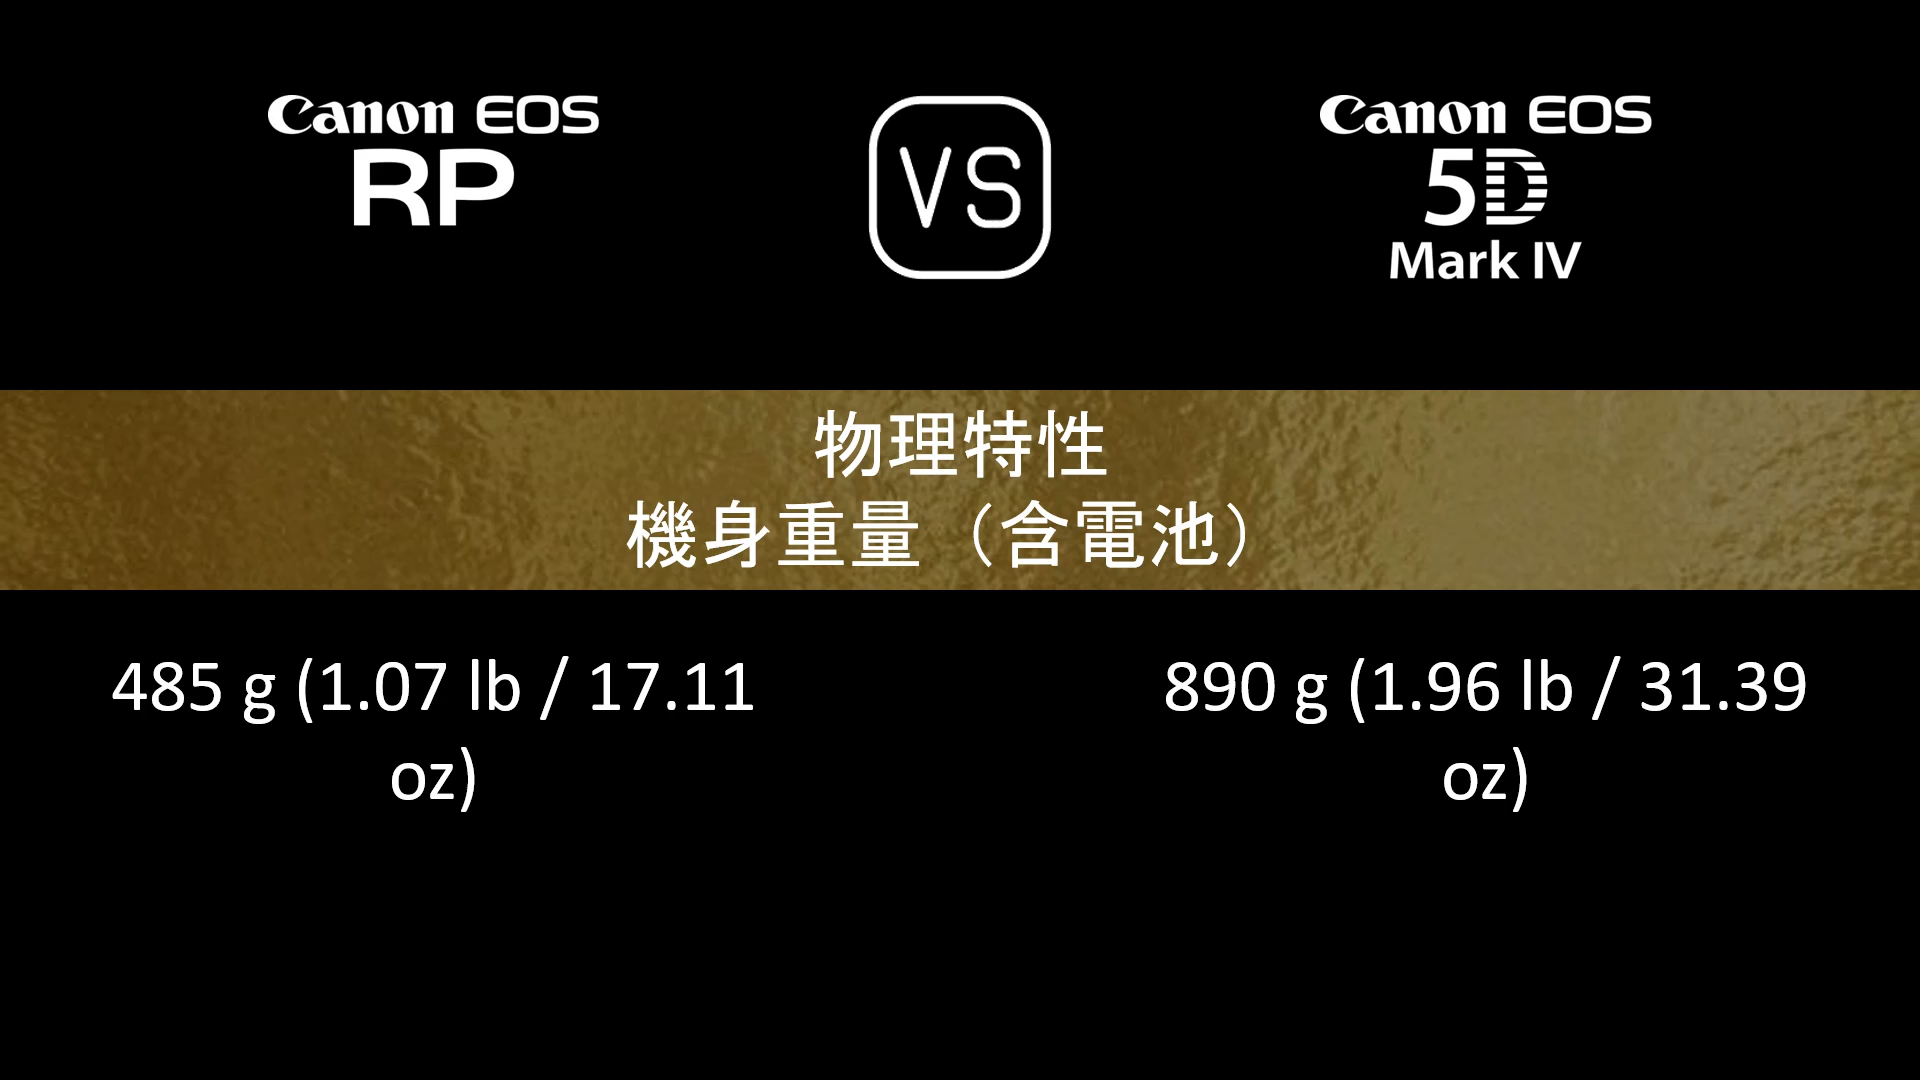 Canon EOS
RP
VS
Canon EOS
5D
Mark IV
物理特性
機身重量（含電池）
485 g (1.07 lb / 17.11
oz)
890 g (1.96 lb / 31.39
oz)